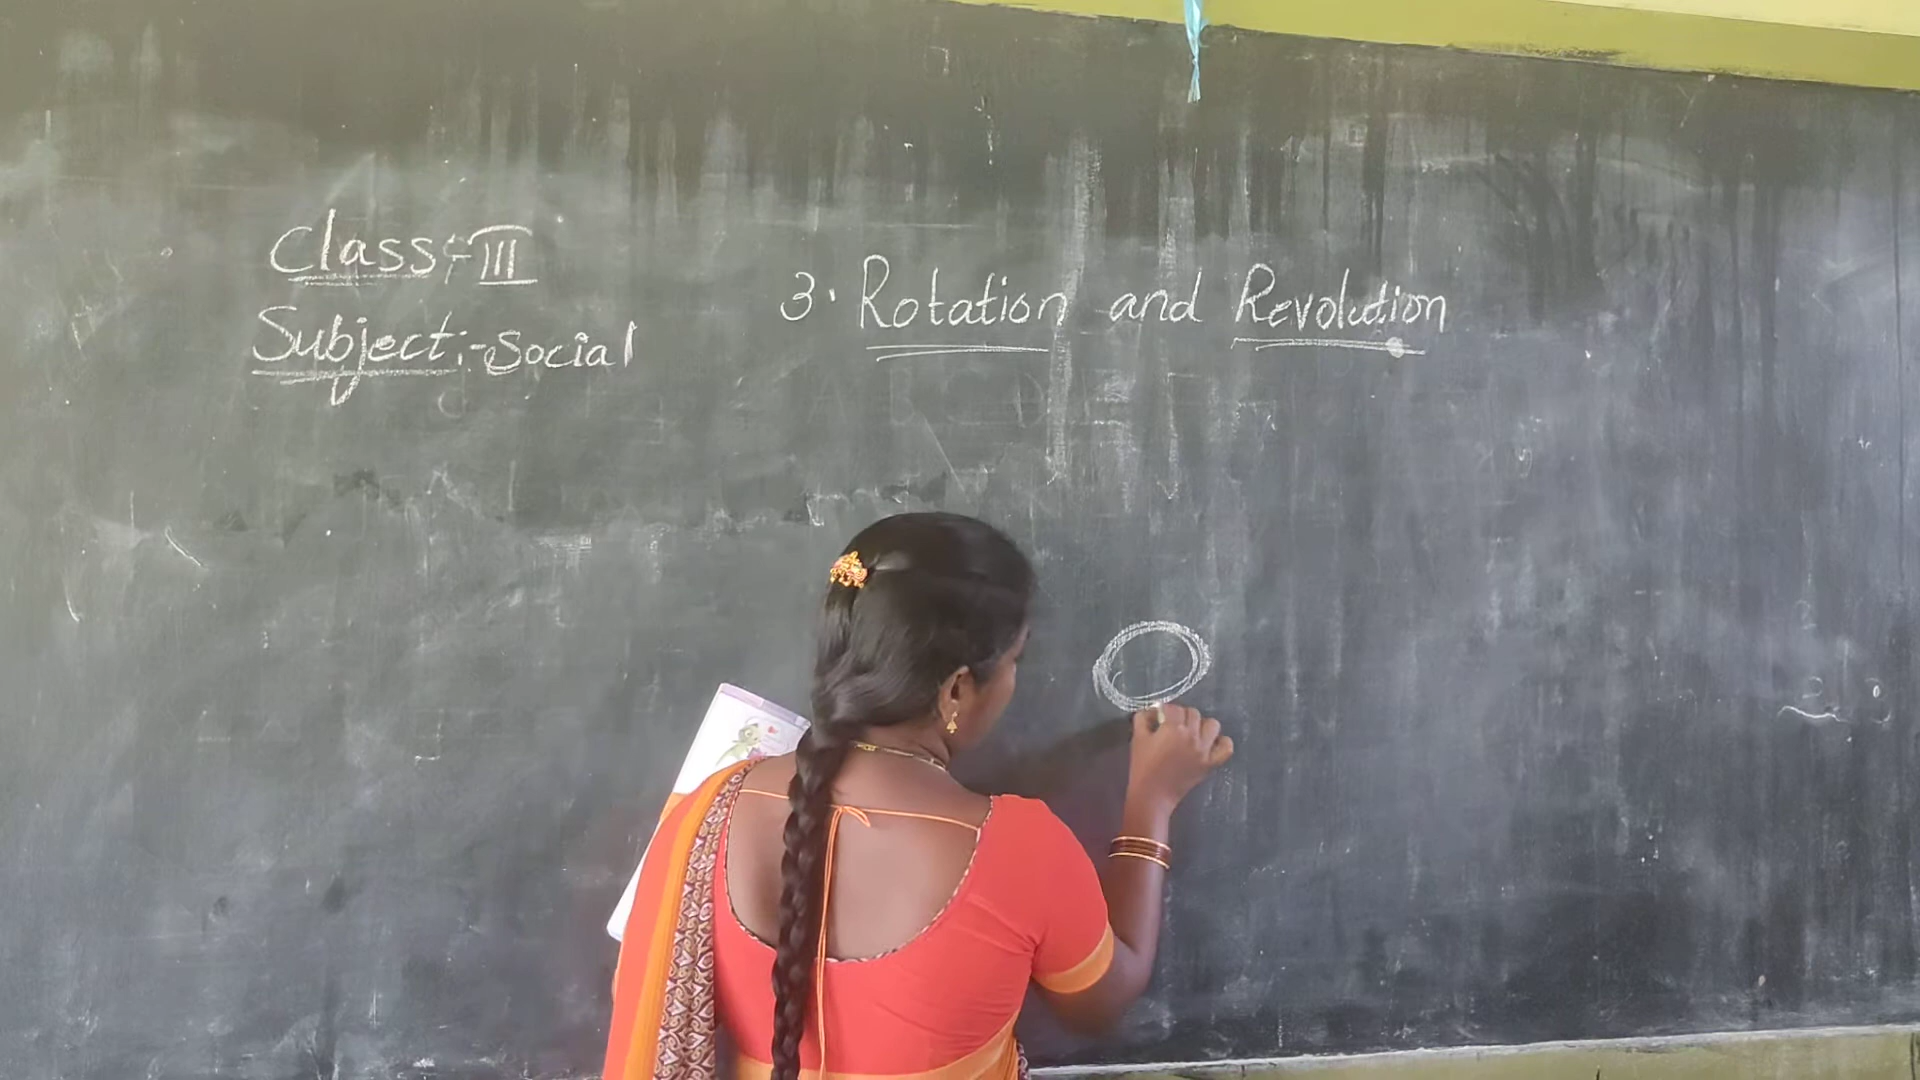 Class:-III
Subject:-Social
3. Rotation and Revolution